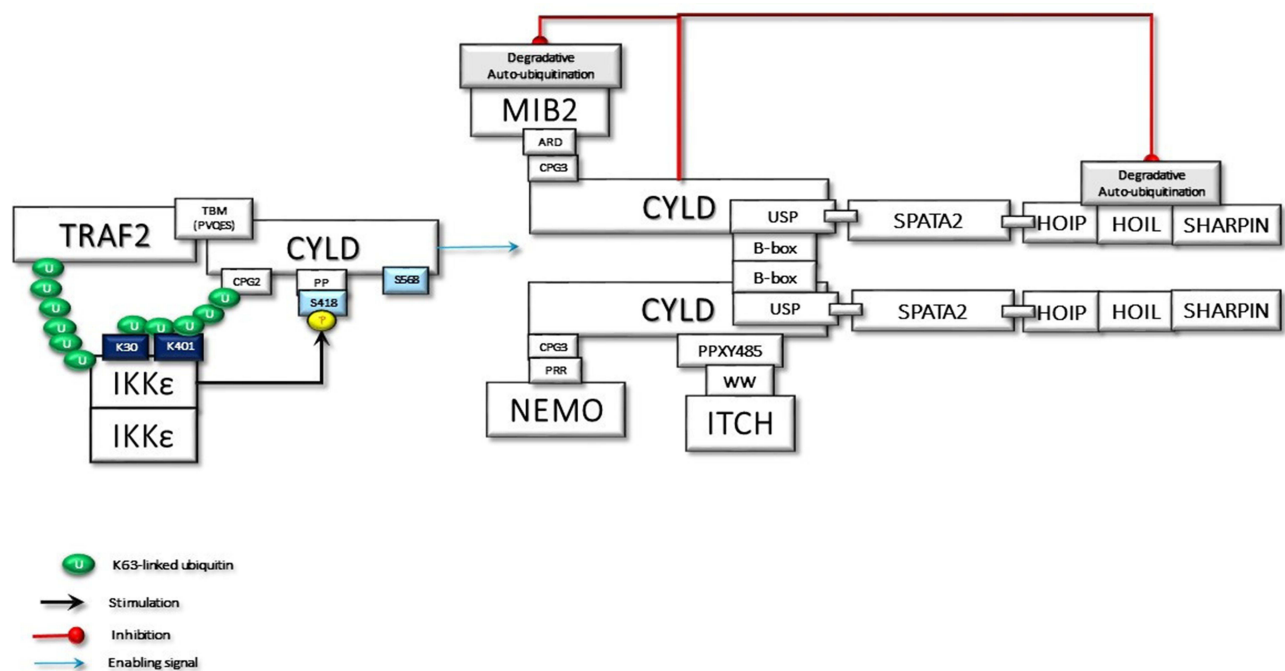 Degradative
Auto-ubiquitination
MIB2
ARD
CPG3
Degradative
Auto-ubiquitination
CYLD
USP
SPATA2
HOIP
HOIL
SHARPIN
B-box
B-box
CYLD
USP
SPATA2
HOIP
HOIL
SHARPIN
CPG3
PRR
NEMO
PPXY485
WW
ITCH
TRAF2
TBM
(PVQES)
CYLD
CPG2
PP
S568
S418
P
U
U
U
U
U
U
U
U
U
U
U
U
K30
K401
IKKε
IKKε
U
K63-linked ubiquitin
Stimulation
Inhibition
Enabling signal